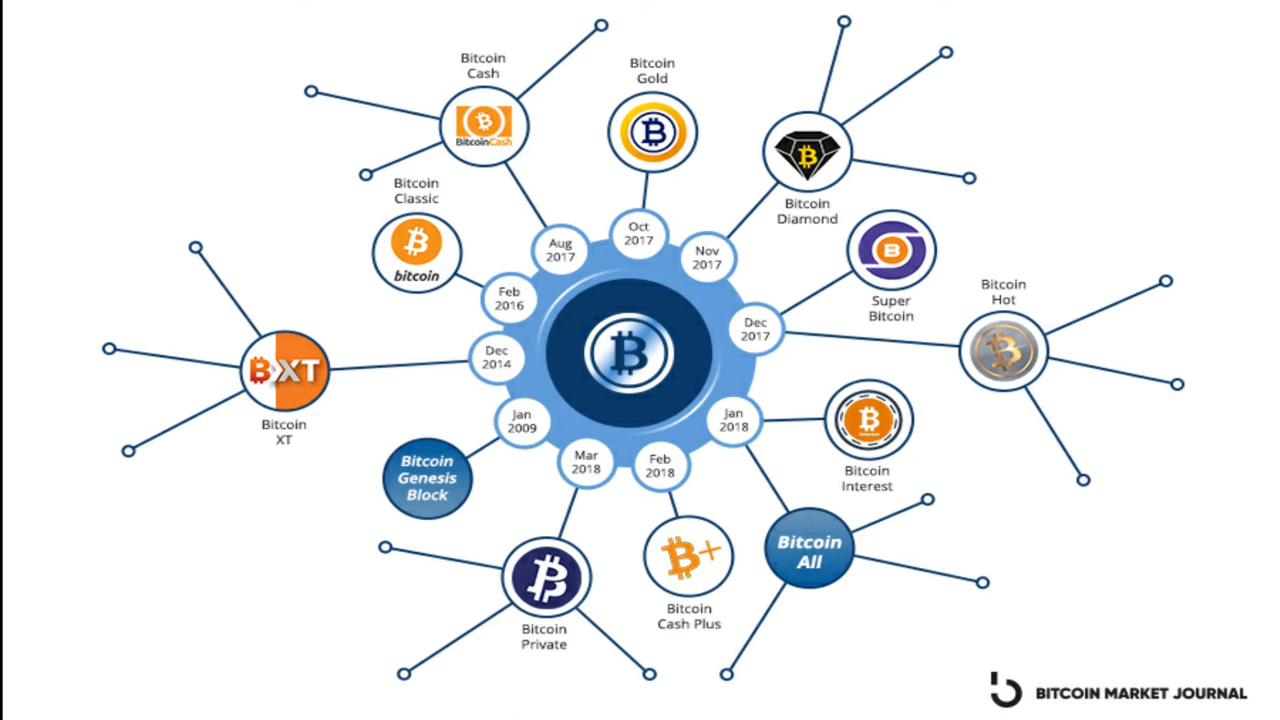 Bitcoin
Cash
BitcoinCash
Bitcoin
Gold
Bitcoin
Diamond
Bitcoin
Classic
bitcoin
Super
Bitcoin
Bitcoin
Hot
Aug
2017
Oct
2017
Nov
2017
Feb
2016
Dec
2017
Dec
2014
Jan
2009
Mar
2018
Feb
2018
Jan
2018
BXT
Bitcoin
XT
Bitcoin
Genesis
Block
Bitcoin
Interest
Bitcoin
All
Bitcoin
Private
Bitcoin
Cash Plus
BITCOIN MARKET JOURNAL